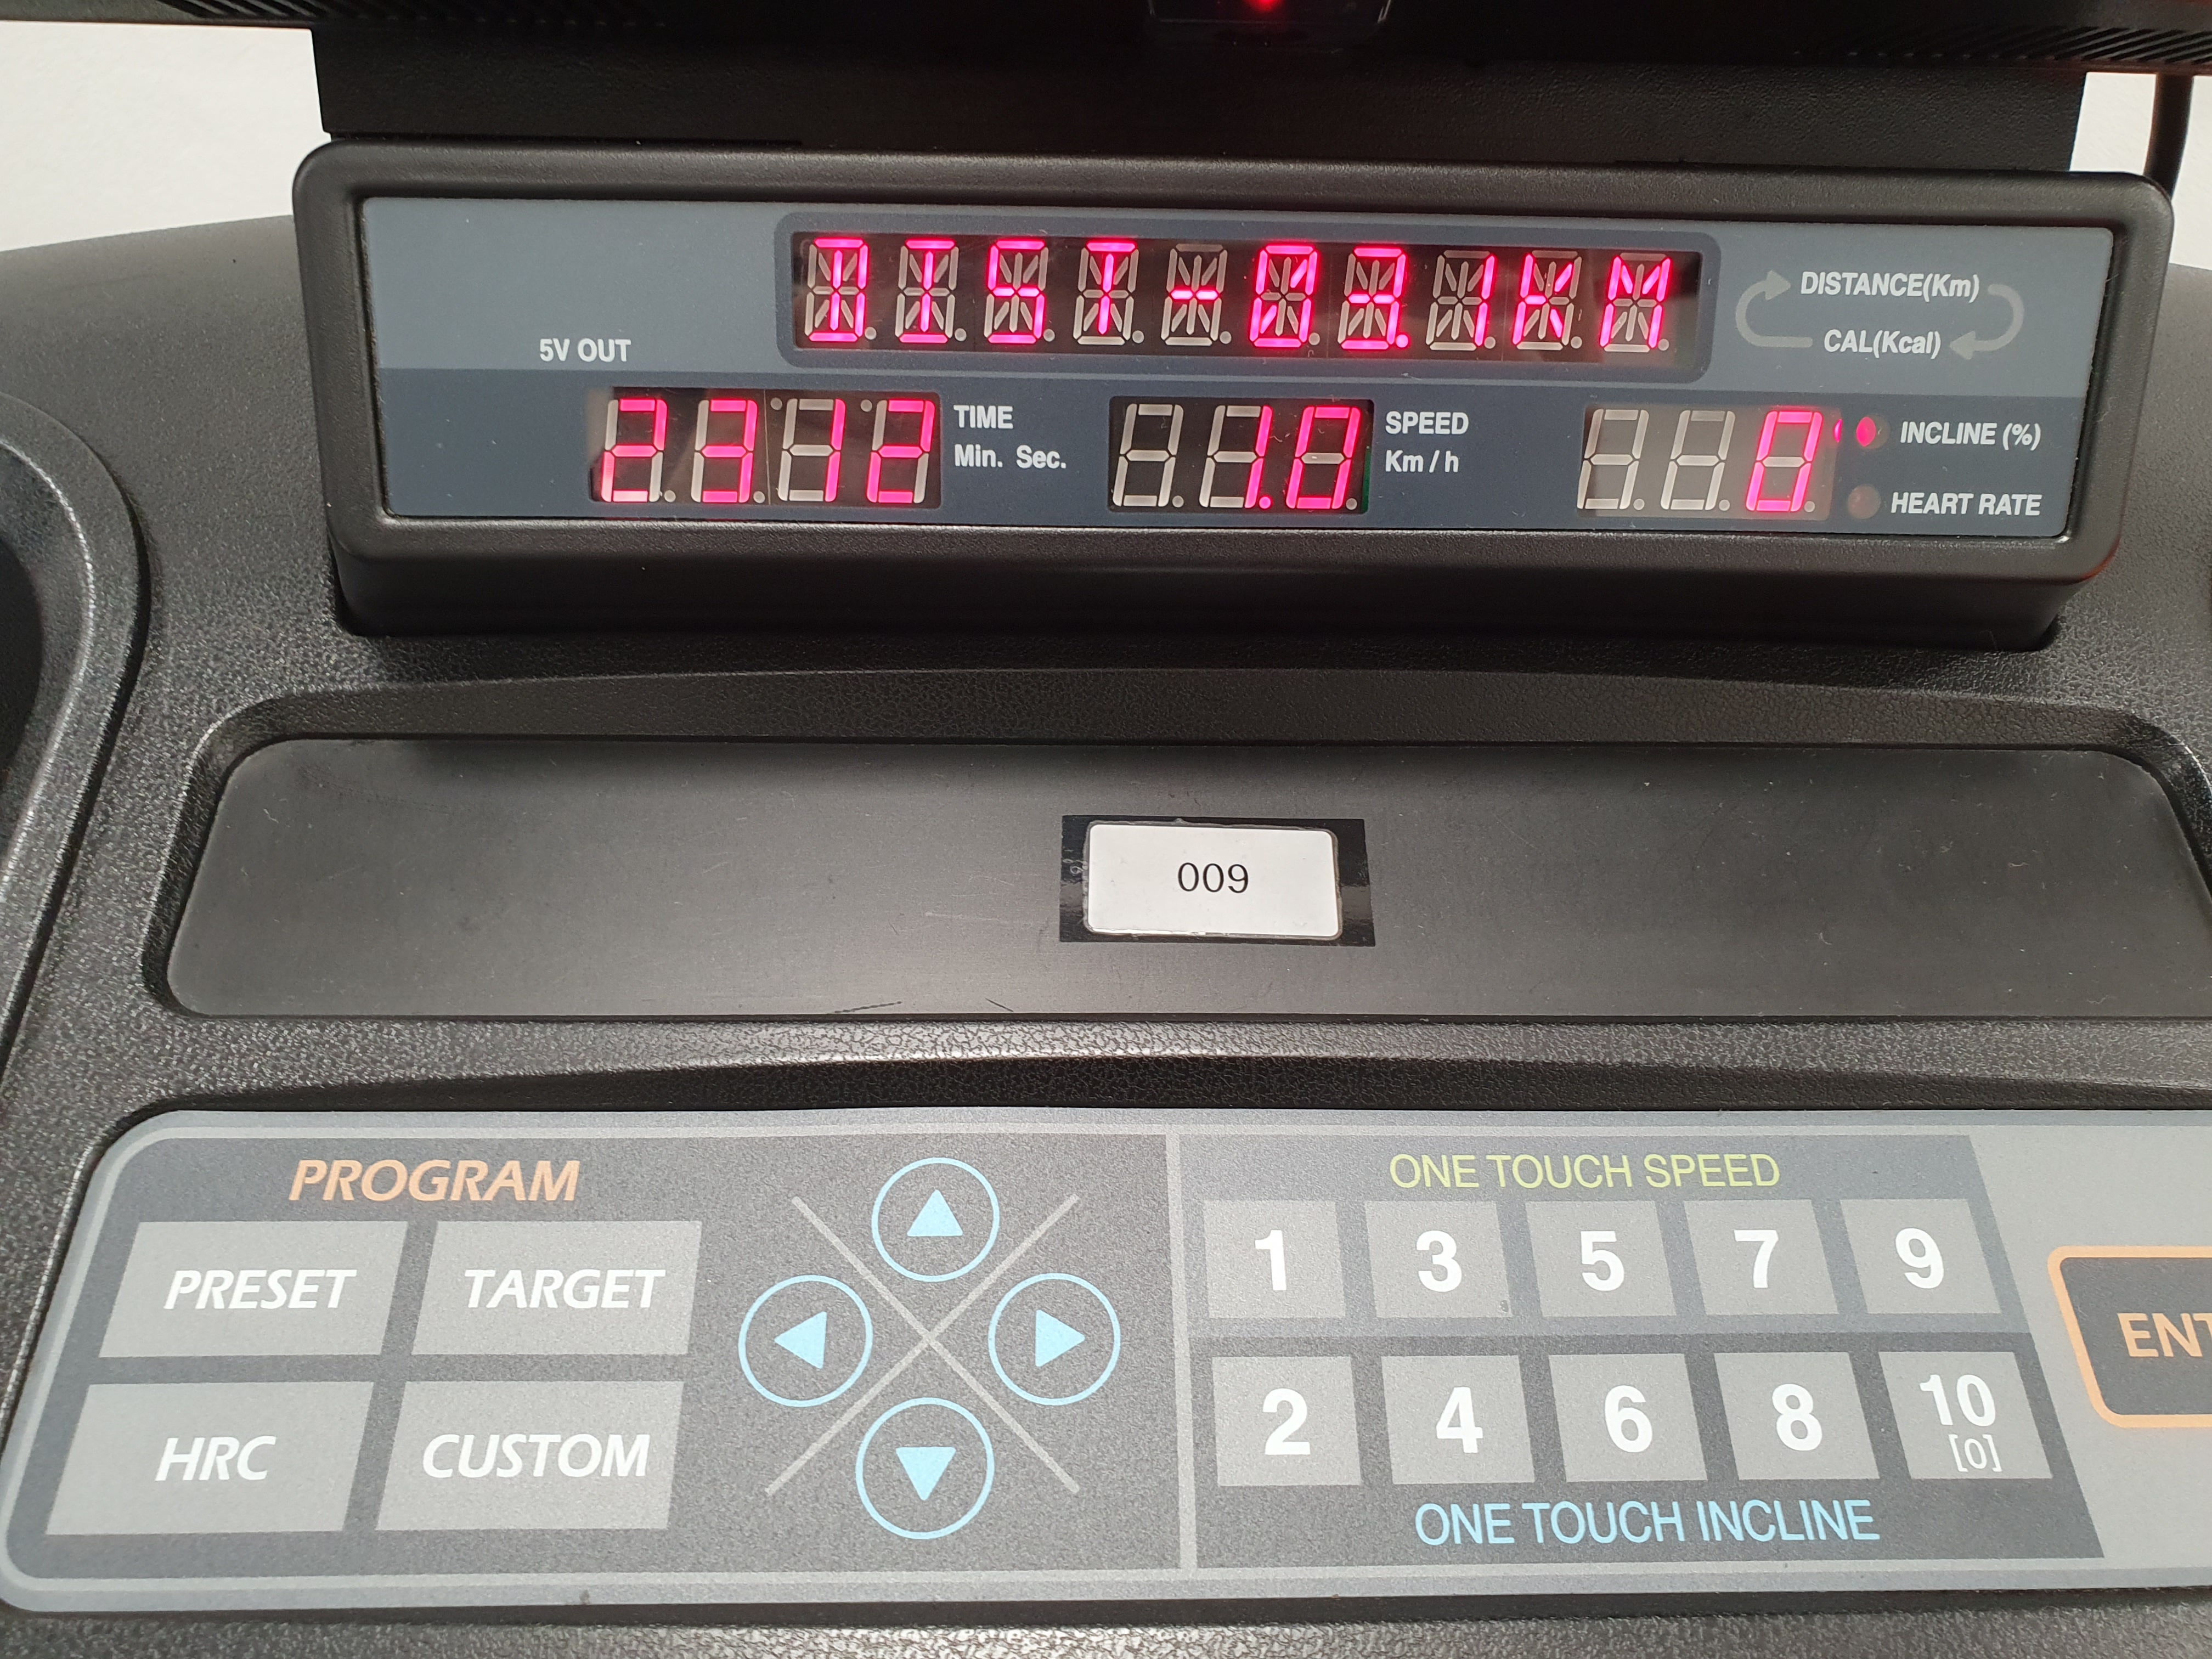 DIST-03.1KM
DISTANCE(Km)
CAL(Kcal)
5V OUT
2312
TIME
Min. Sec.
1.0
SPEED
Km/h
0
INCLINE (%)
HEART RATE
009
PROGRAM
PRESET TARGET
HRC CUSTOM
ONE TOUCH SPEED
1 3 5 7 9
2 4 6 8 10
[0]
ONE TOUCH INCLINE
ENT